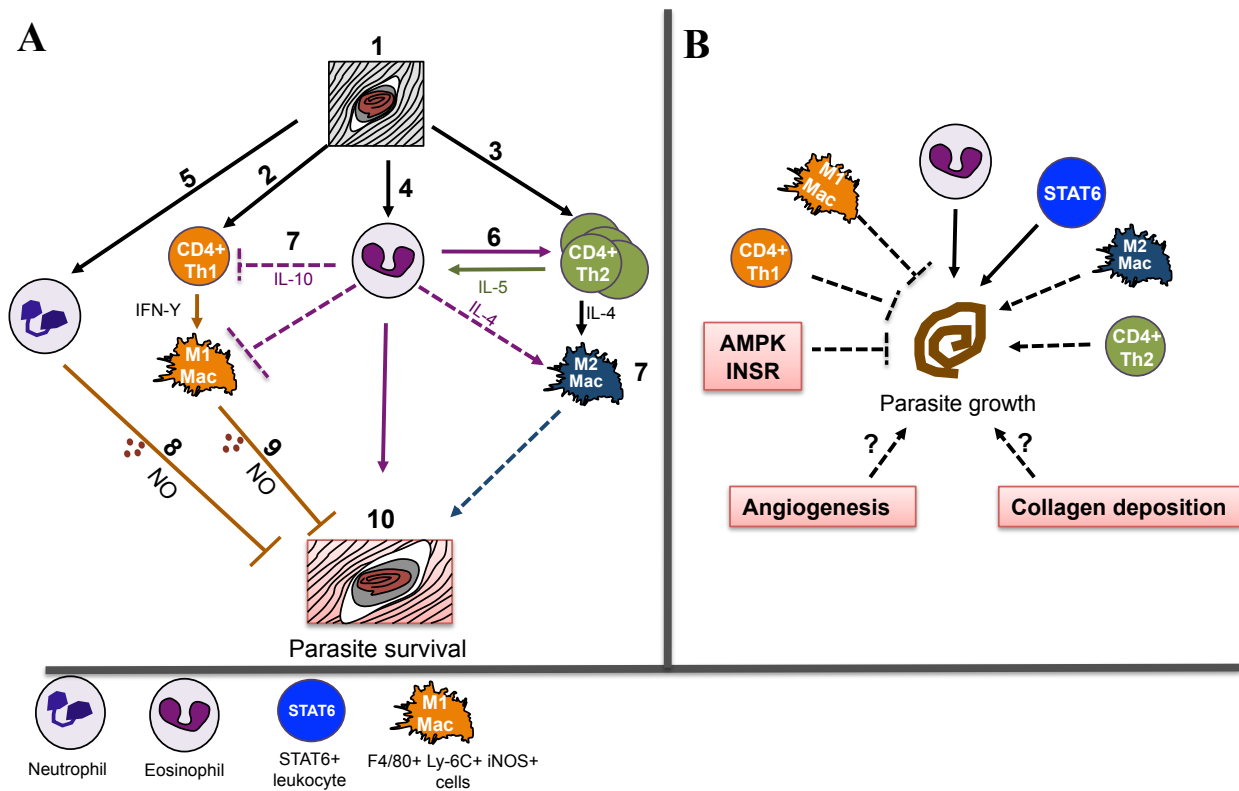 A
1
5
2
4
3
7
IL-10
6
IL-5
CD4+
Th1
CD4+
Th2
IFN-Y
IL-4
IL-4
M1
Mac
M2
Mac
7
8
NO
9
NO
10
Parasite survival
B
M1
Mac
STAT6
CD4+
Th1
M2
Mac
AMPK
INSR
CD4+
Th2
Parasite growth
?
?
Angiogenesis
Collagen deposition
Neutrophil
Eosinophil
STAT6
STAT6+
leukocyte
M1
Mac
F4/80+ Ly-6C+ iNOS+
cells